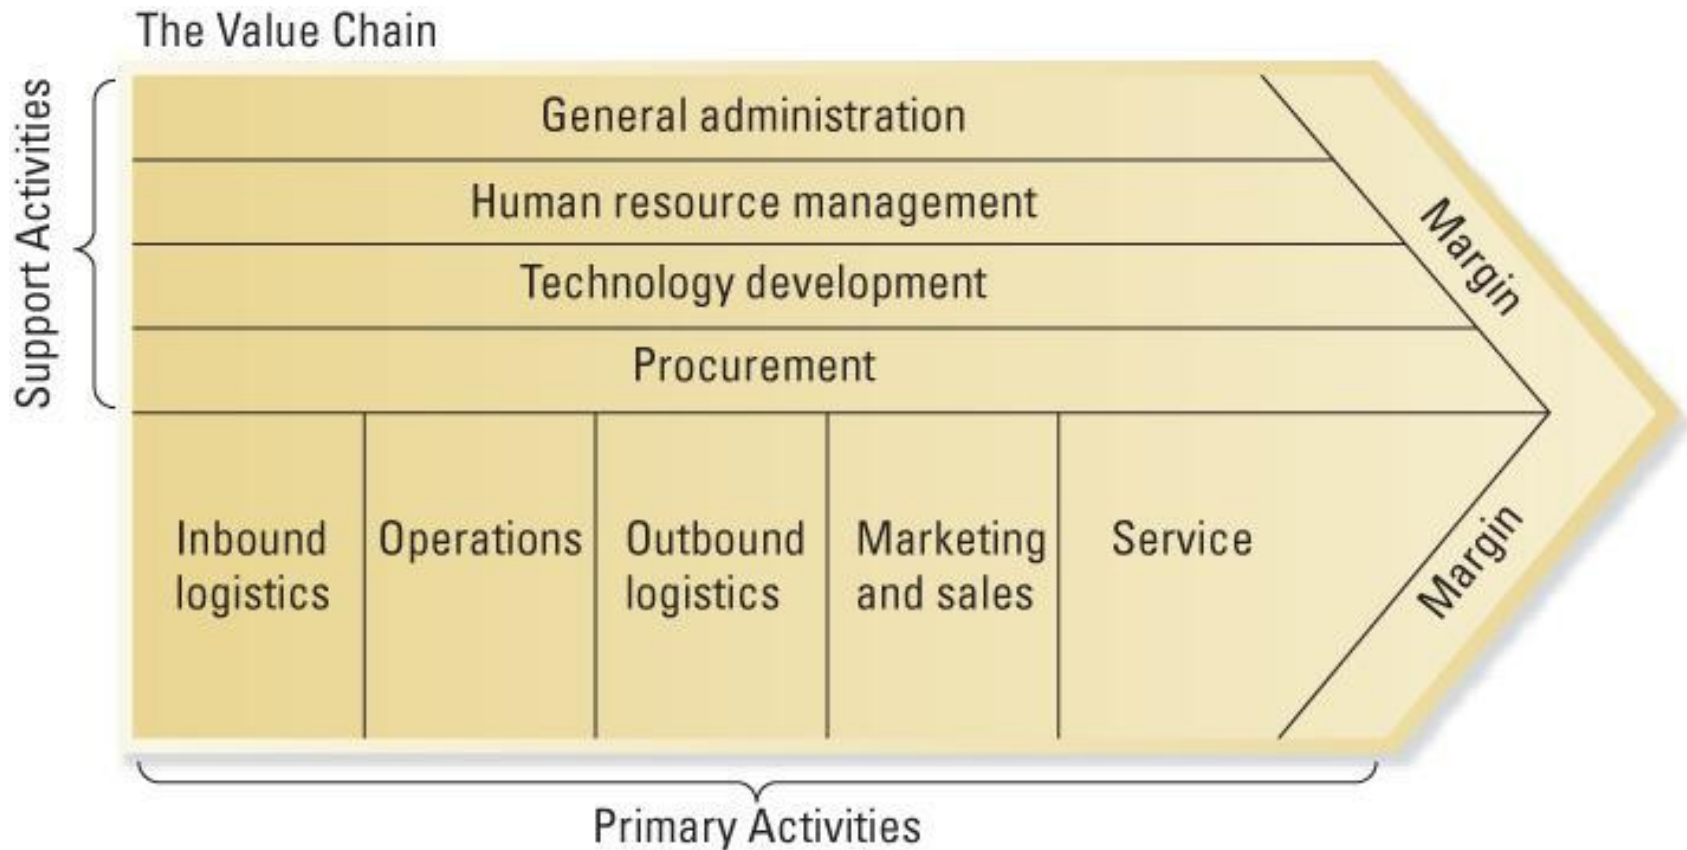 The Value Chain
Support Activities
General administration
Human resource management
Technology development
Procurement
Margin
Inbound
logistics
Operations
Outbound
logistics
Marketing
and sales
Service
Margin
Primary Activities